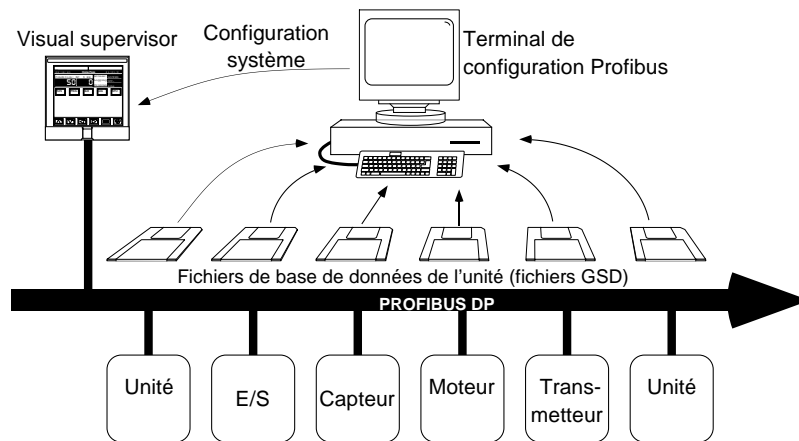 Visual supervisor
Configuration
système
Terminal de
configuration Profibus
Fichiers de base de données de l'unité (fichiers GSD)
PROFIBUS DP
Unité
E/S
Capteur
Moteur
Trans-
metteur
Unité